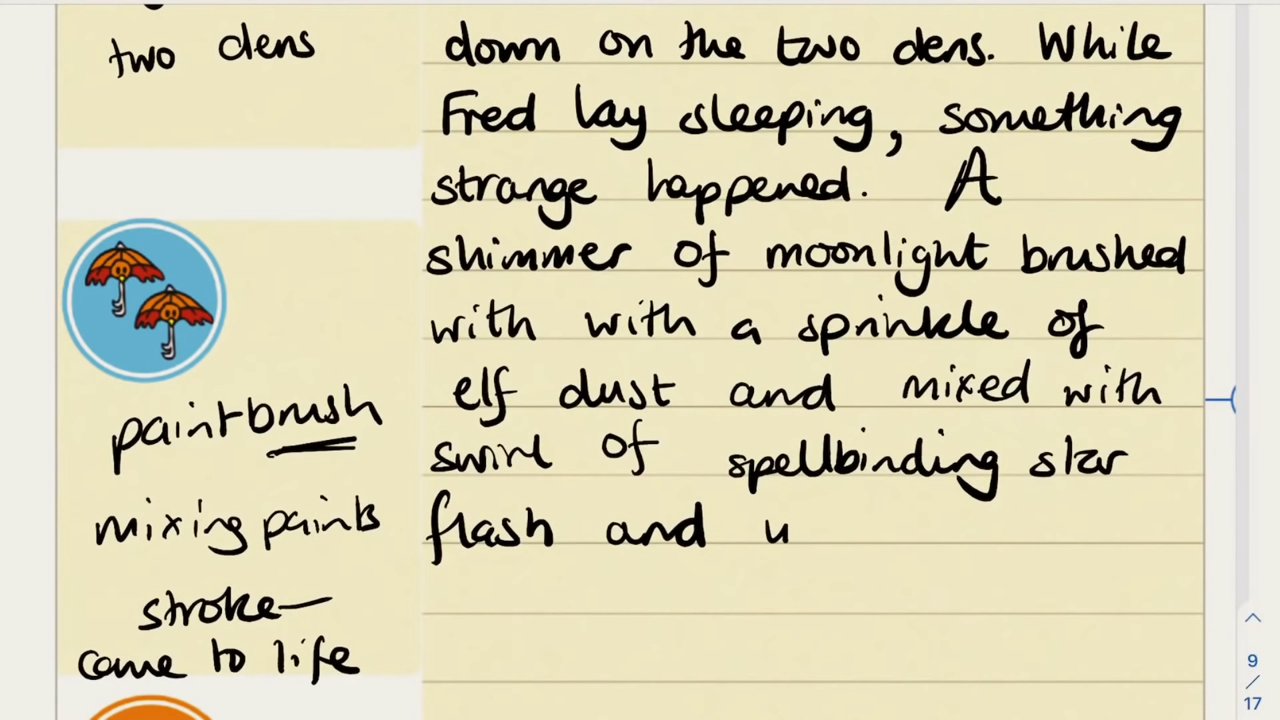 two dens
paintbrush
mixing paints
stroke—
came to life
down on the two dens. While
Fred lay sleeping, something
strange happened. A
shimmer of moonlight brushed
with with a sprinkle of
elf dust and mixed with
swirl of spellbinding star
flash and u
9
/
17